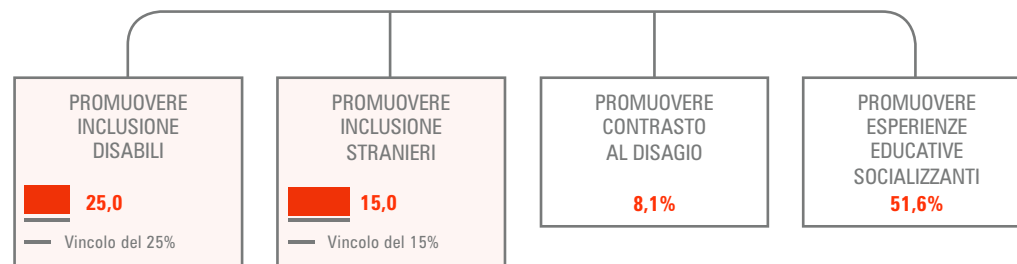 PROMUOVERE
INCLUSIONE
DISABILI
25,0
Vincolo del 25%
PROMUOVERE
INCLUSIONE
STRANIERI
15,0
Vincolo del 15%
PROMUOVERE
CONTRASTO
AL DISAGIO
8,1%
PROMUOVERE
ESPERIENZE
EDUCATIVE
SOCIALIZZANTI
51,6%